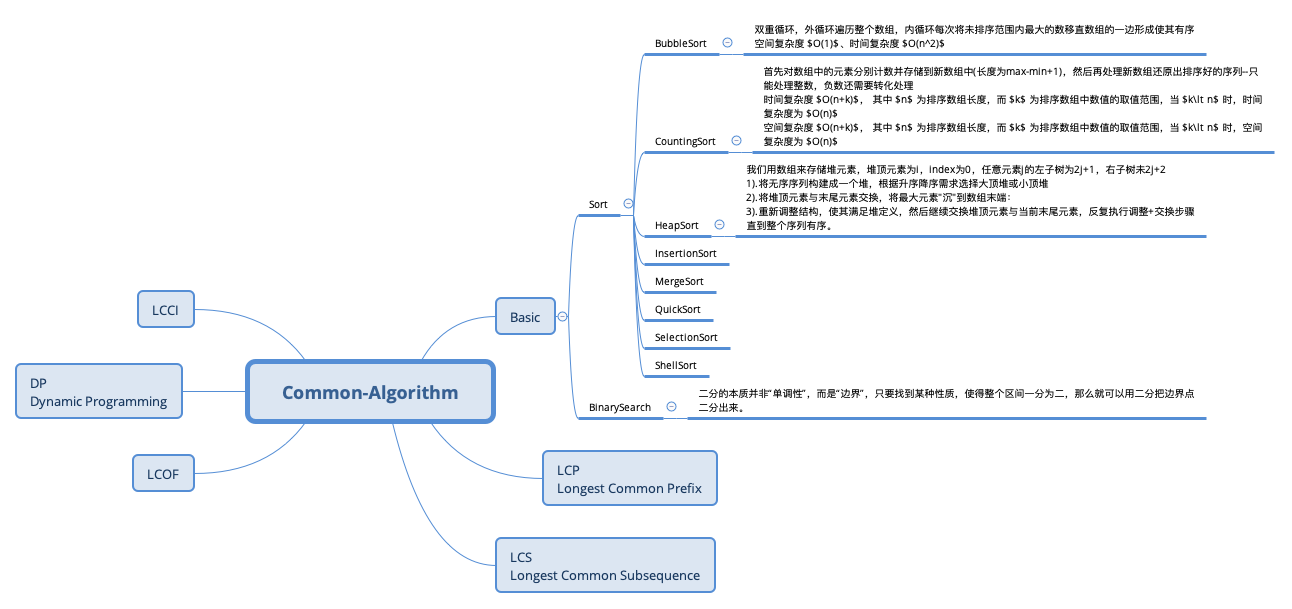 双重循环，外循环遍历整个数组，内循环每次将未排序范围内最大的数移直数组的一边形成使其有序
空间复杂度 $O(1)$、时间复杂度 $O(n^2)$
BubbleSort
首先对数组中的元素分别计数并存储到新数组中(长度为max-min+1)，然后再处理新数组还原出排序好的序列--只
能处理整数，负数还需要转化处理
时间复杂度 $O(n+k)$， 其中 $n$ 为排序数组长度，而 $k$ 为排序数组中数值的取值范围，当 $k\lt n$ 时，时间
复杂度为 $O(n)$
空间复杂度 $O(n+k)$， 其中 $n$ 为排序数组长度，而 $k$ 为排序数组中数值的取值范围，当 $k\lt n$ 时，空间
复杂度为 $O(n)$
CountingSort
我们用数组来存储堆元素，堆顶元素为i，index为0，任意元素j的左子树为2j+1，右子树未2j+2
1).将无序序列构建成一个堆，根据升序降序需求选择大顶堆或小顶堆
2).将堆顶元素与末尾元素交换，将最大元素"沉"到数组末端：
3).重新调整结构，使其满足堆定义，然后继续交换堆顶元素与当前末尾元素，反复执行调整+交换步骤
直到整个序列有序。
Sort
HeapSort
InsertionSort
MergeSort
QuickSort
SelectionSort
ShellSort
二分的本质并非“单调性”，而是“边界”，只要找到某种性质，使得整个区间一分为二，那么就可以用二分把边界点
二分出来。
BinarySearch
Basic
LCCI
DP
Dynamic Programming
Common-Algorithm
LCOF
LCP
Longest Common Prefix
LCS
Longest Common Subsequence